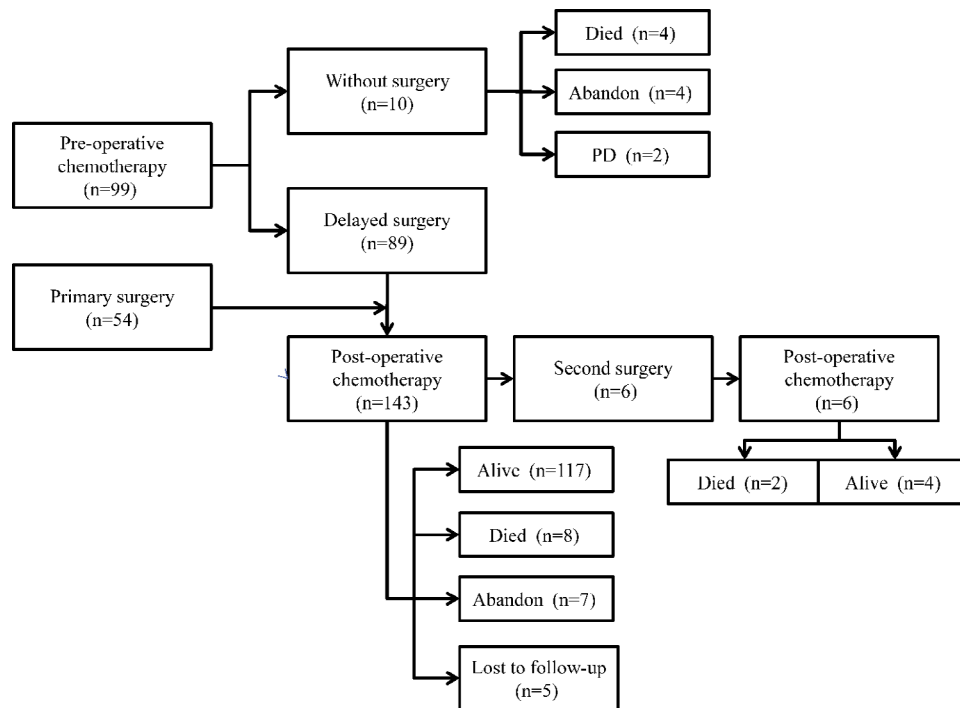 Pre-operative
chemotherapy
(n=99)
Without surgery
(n=10)
Died (n=4)
Abandon (n=4)
PD (n=2)
Delayed surgery
(n=89)
Primary surgery
(n=54)
Post-operative
chemotherapy
(n=143)
Second surgery
(n=6)
Post-operative
chemotherapy
(n=6)
Died (n=2)
Alive (n=4)
Alive (n=117)
Died (n=8)
Abandon (n=7)
Lost to follow-up
(n=5)